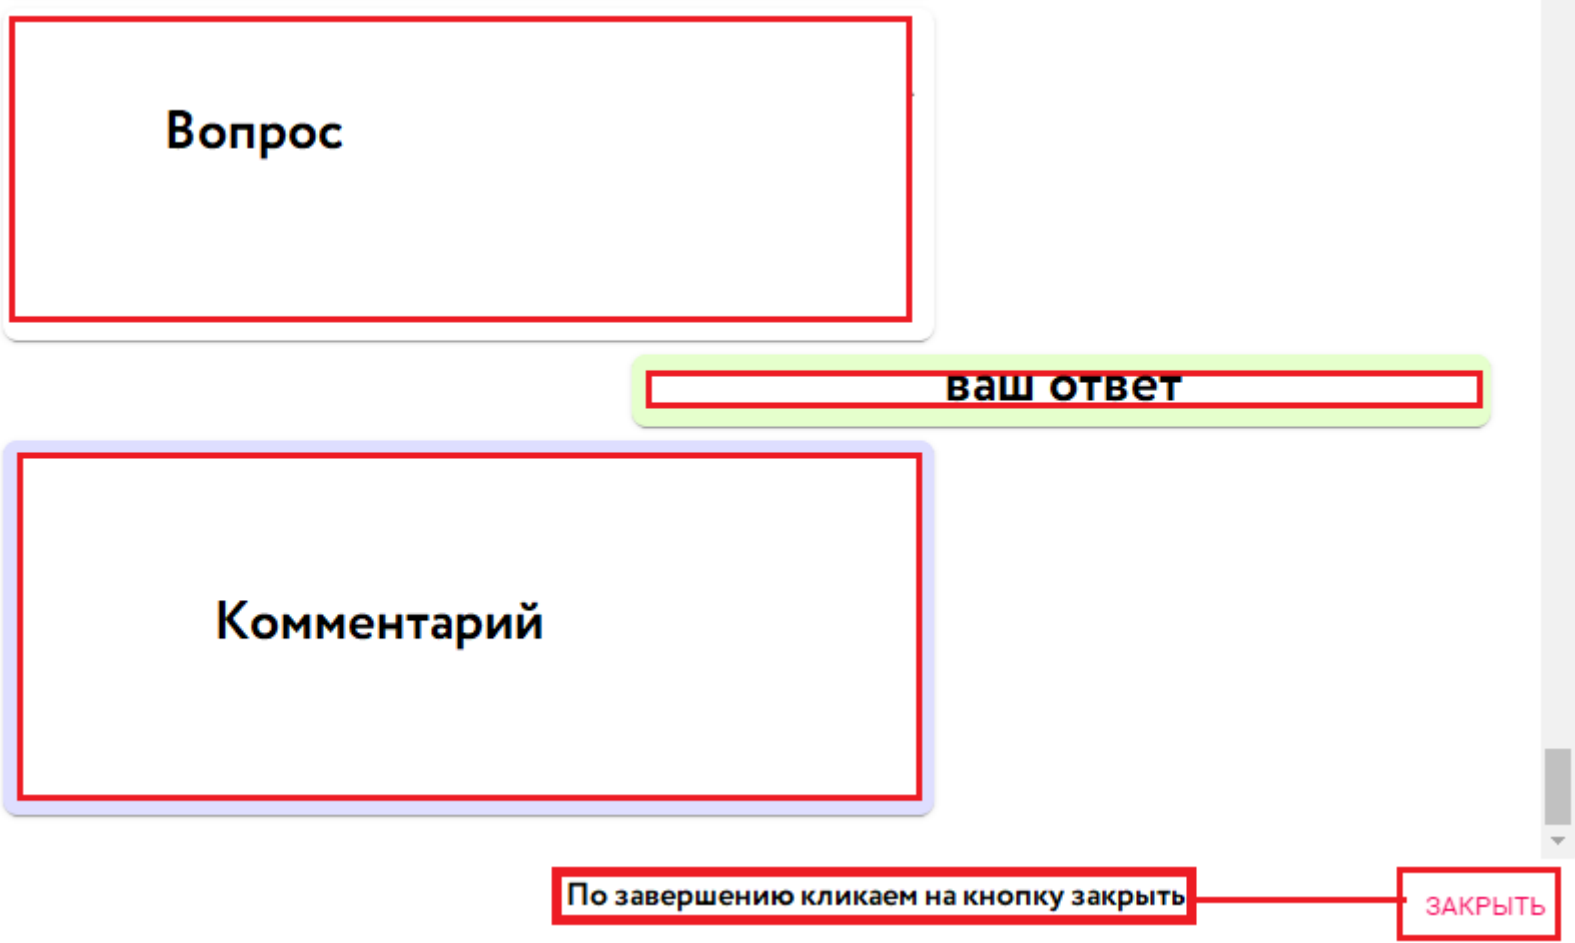 Вопрос
ваш ответ
Комментарий
По завершению кликаем на кнопку закрыть
ЗАКРЫТЬ